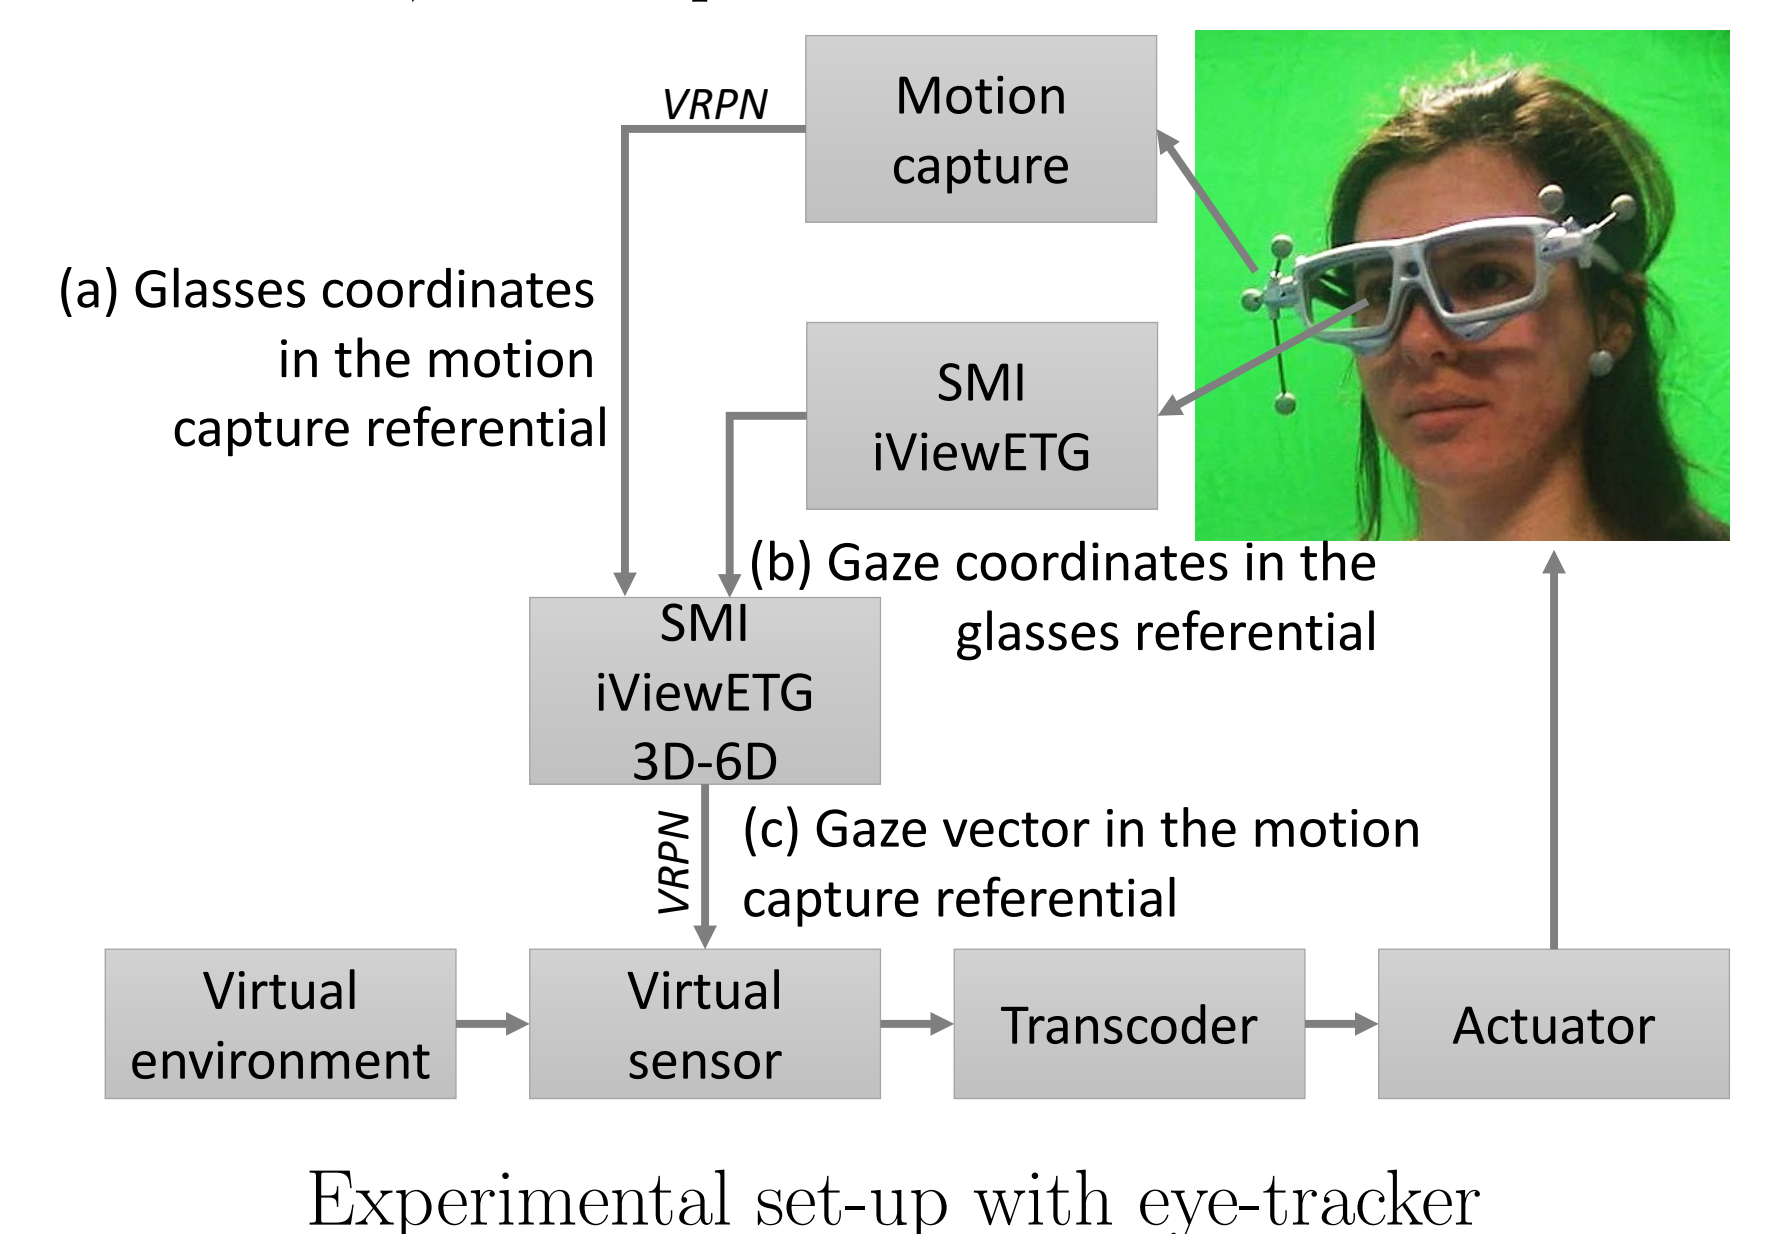 VRPN
Motion
capture
(a) Glasses coordinates
in the motion
capture referential
SMI
iViewETG
(b) Gaze coordinates in the
glasses referential
SMI
iViewETG
3D-6D
VRPN
(c) Gaze vector in the motion
capture referential
Virtual
environment
Virtual
sensor
Transcoder
Actuator
Experimental set-up with eye-tracker